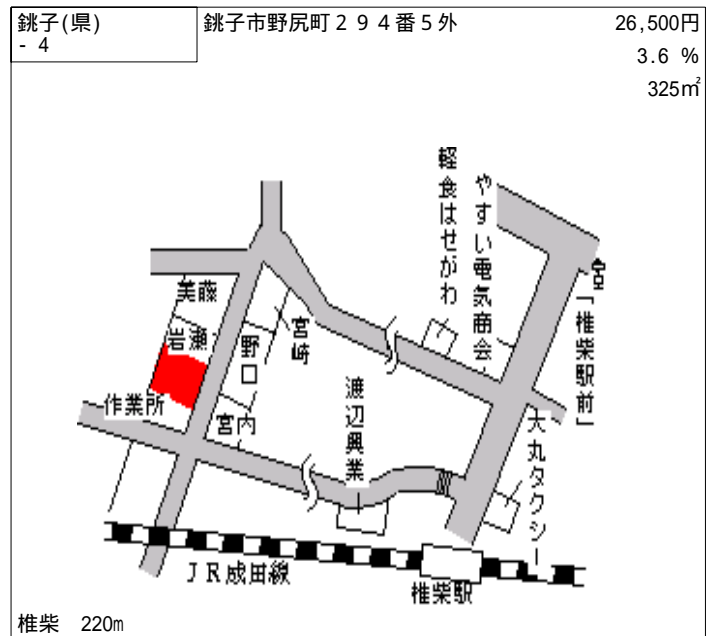 銚子(県)
- 4
銚子市野尻町２９４番５外
26,500円
3.6 %
325㎡
軽食はせがわ
やすい電気商会
「椎柴駅前」
美藤
岩瀬
宮崎
野口
作業所
宮内
渡辺興業
大丸タクシー
ＪＲ成田線
椎柴駅
椎柴　220m